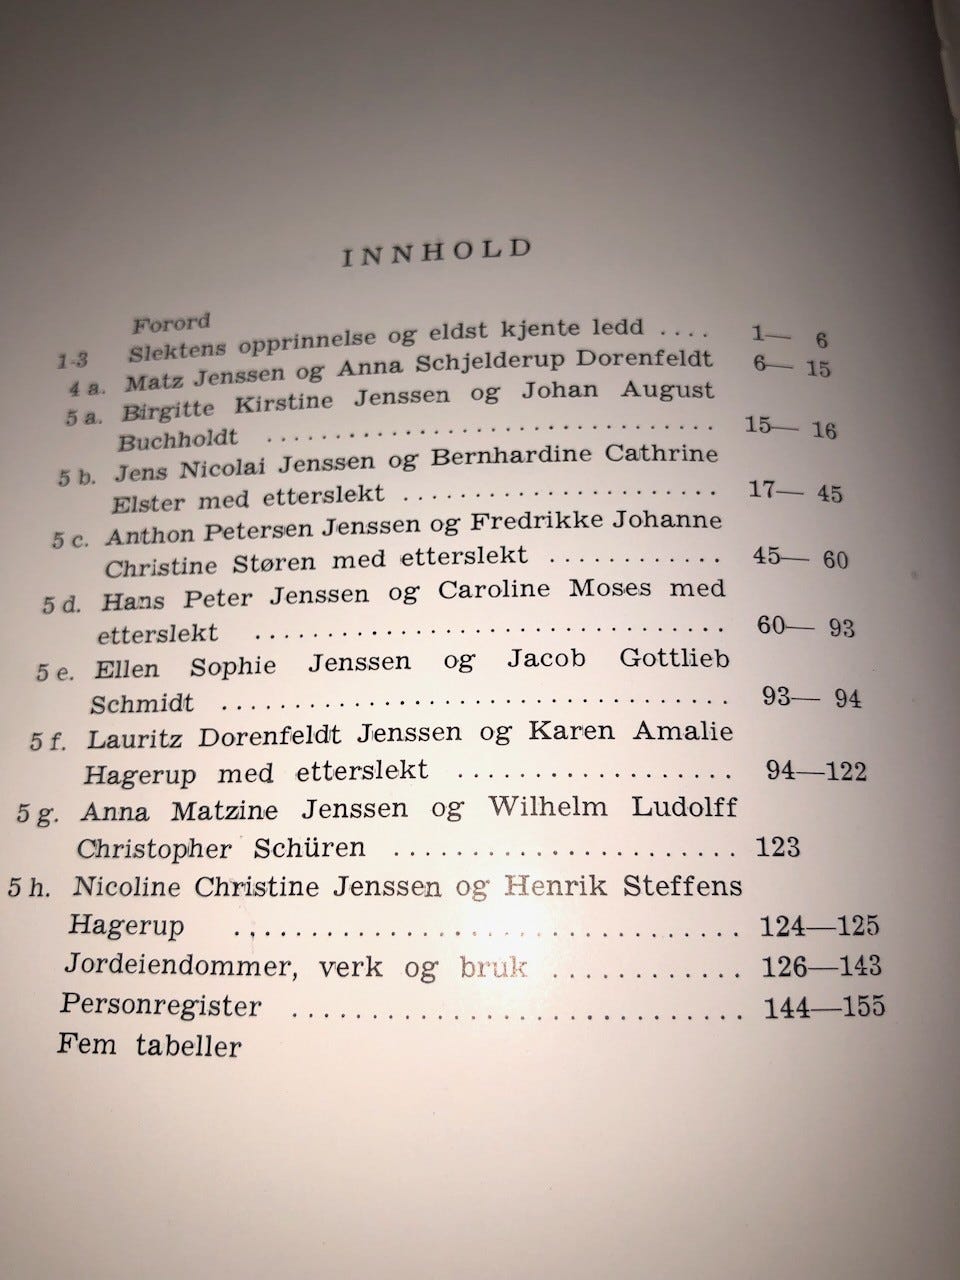 INNHOLD
Forord
1-3 Slektens opprinnelse og eldst kjente ledd .... 1— 6
4 a. Matz Jenssen og Anna Schjelderup Dorenfeldt 6— 15
5 a. Birgitte Kirstine Jenssen og Johan August
Buchholdt ................................ 15— 16
5 b. Jens Nicolai Jenssen og Bernhardine Cathrine
Elster med etterslekt ...................... 17— 45
5 c. Anthon Petersen Jenssen og Fredrikke Johanne
Christine Støren med etterslekt ............ 45— 60
5 d. Hans Peter Jenssen og Caroline Moses med
etterslekt ................................ 60— 93
5 e. Ellen Sophie Jenssen og Jacob Gottlieb
Schmidt .................................. 93— 94
5 f. Lauritz Dorenfeldt Jenssen og Karen Amalie
Hagerup med etterslekt .................. 94—122
5 g. Anna Matzine Jenssen og Wilhelm Ludolff
Christopher Schüren ...................... 123
5 h. Nicoline Christine Jenssen og Henrik Steffens
Hagerup ................................ 124—125
Jordeiendommer, verk og bruk ............ 126—143
Personregister ............................ 144—155
Fem tabeller